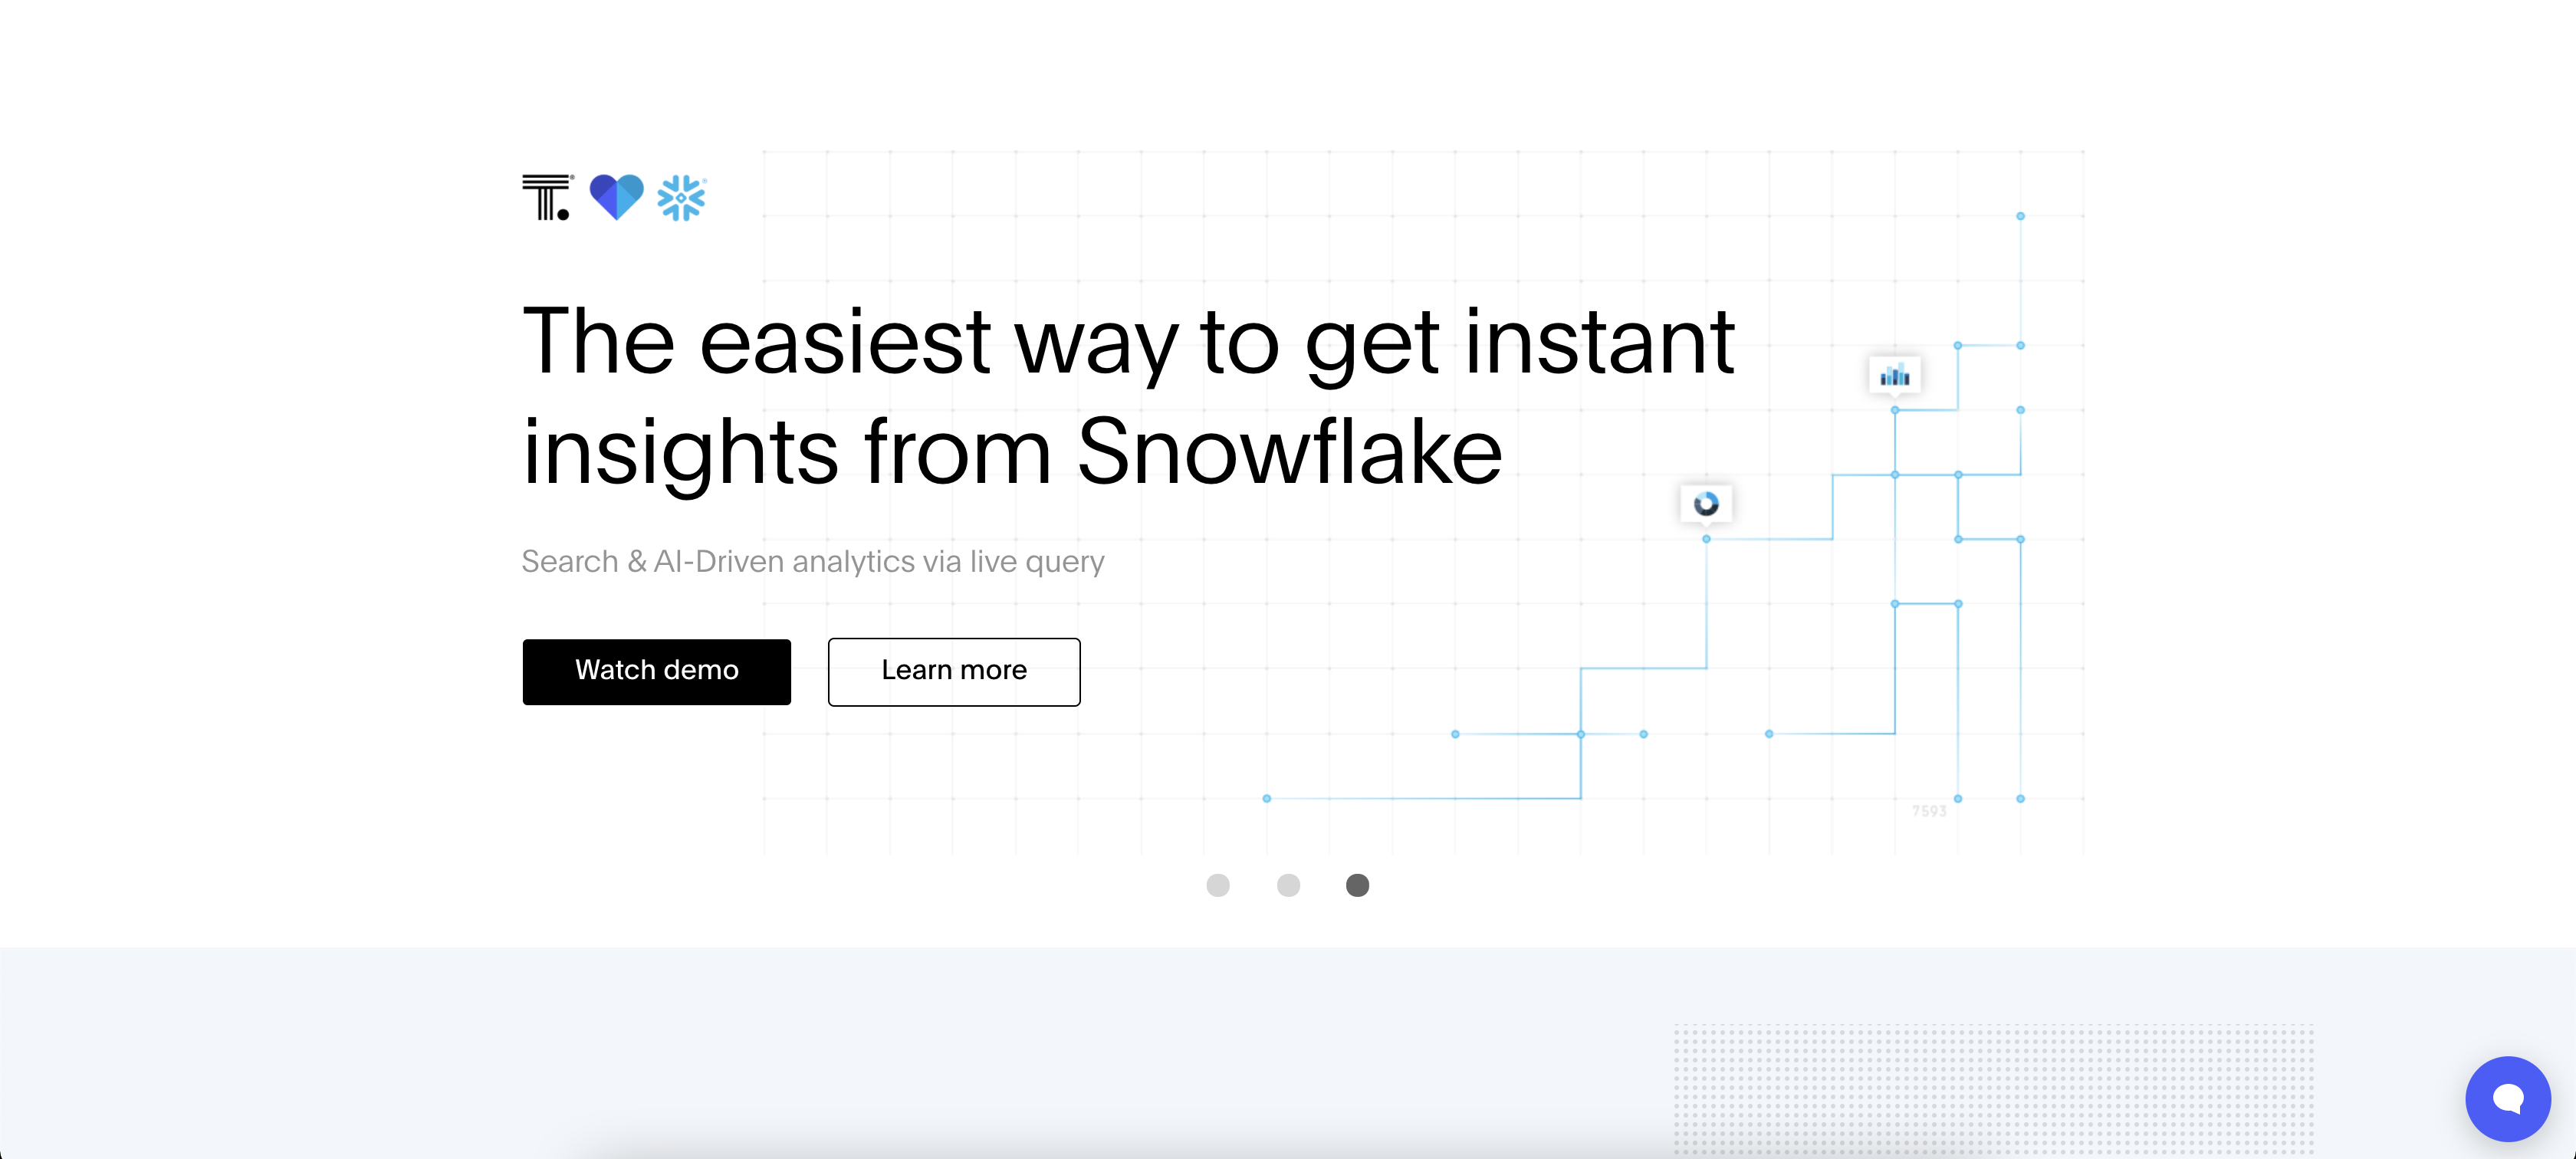 T.
The easiest way to get instant
insights from Snowflake
Search & AI-Driven analytics via live query
Watch demo
Learn more
7593